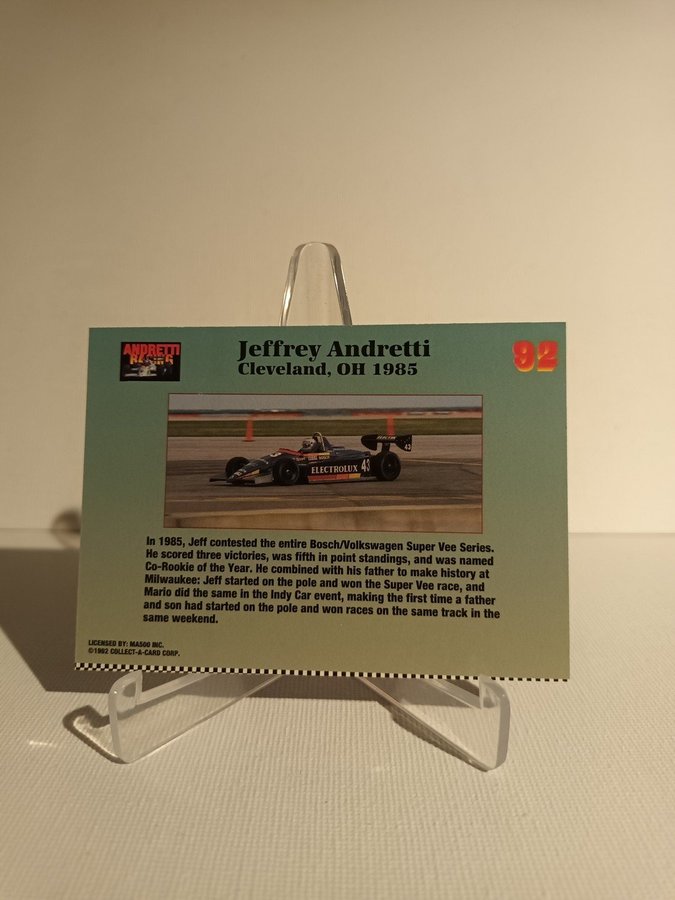 ANDRETTI
RACING
Jeffrey Andretti
Cleveland, OH 1985
92
ELECTROLUX
43
43
In 1985, Jeff contested the entire Bosch/Volkswagen Super Vee Series.
He scored three victories, was fifth in point standings, and was named
Co-Rookie of the Year. He combined with his father to make history at
Milwaukee: Jeff started on the pole and won the Super Vee race, and
Mario did the same in the Indy Car event, making the first time a father
and son had started on the pole and won races on the same track in the
same weekend.
LICENSED BY: MA500 INC.
©1992 COLLECT-A-CARD CORP.